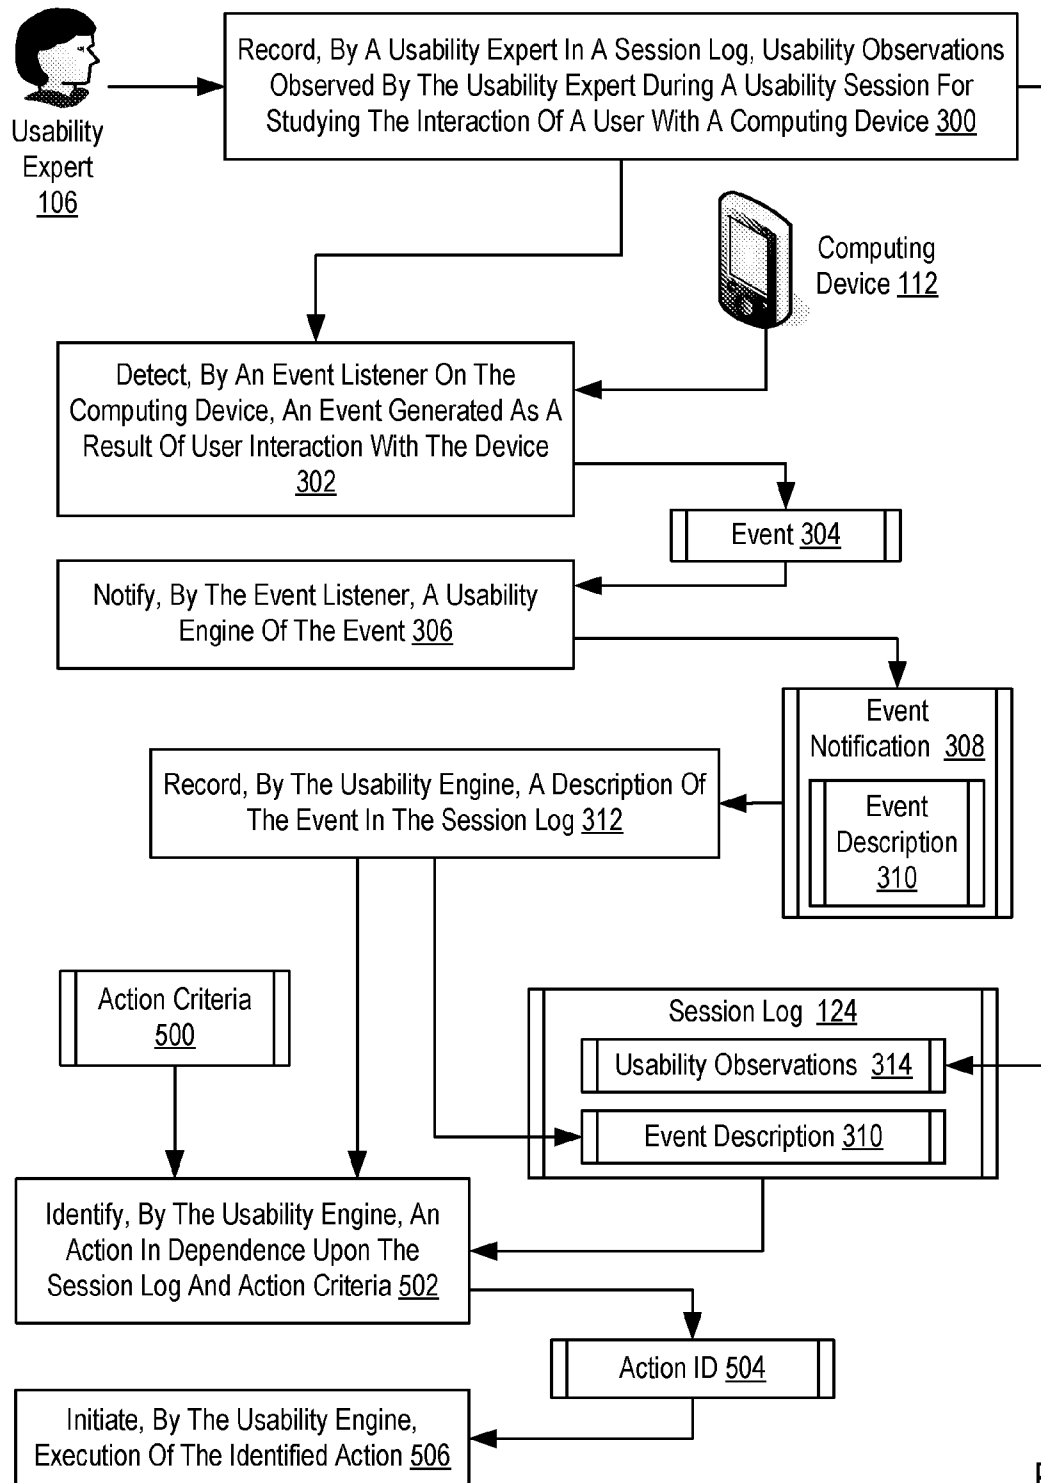 Record, By A Usability Expert In A Session Log, Usability Observations
Observed By The Usability Expert During A Usability Session For
Studying The Interaction Of A User With A Computing Device 300
Usability
Expert
106
Computing
Device 112
Detect, By An Event Listener On The
Computing Device, An Event Generated As A
Result Of User Interaction With The Device
302
Event 304
Notify, By The Event Listener, A Usability
Engine Of The Event 306
Event
Notification 308
Event
Description
310
Record, By The Usability Engine, A Description Of
The Event In The Session Log 312
Action Criteria
500
Session Log 124
Usability Observations 314
Event Description 310
Identify, By The Usability Engine, An
Action In Dependence Upon The
Session Log And Action Criteria 502
Action ID 504
Initiate, By The Usability Engine,
Execution Of The Identified Action 506